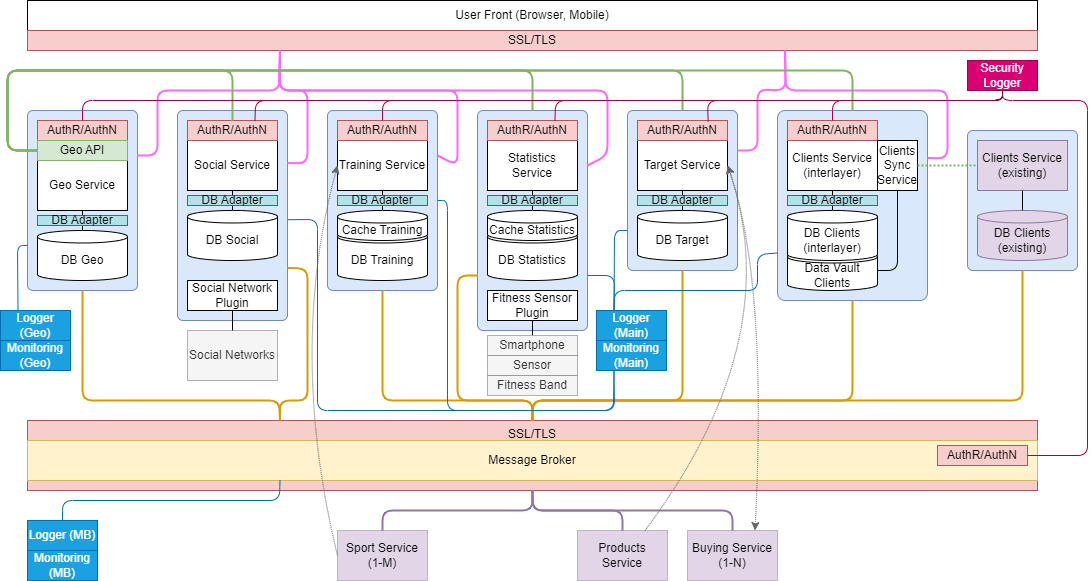 User Front (Browser, Mobile)
SSL/TLS
Security
Logger
AuthR/AuthN
Geo API
Geo Service
DB Adapter
DB Geo
AuthR/AuthN
Social Service
DB Adapter
DB Social
Social Network
Plugin
Social Networks
AuthR/AuthN
Training Service
DB Adapter
Cache Training
DB Training
AuthR/AuthN
Statistics
Service
DB Adapter
Cache Statistics
DB Statistics
Fitness Sensor
Plugin
Smartphone
Sensor
Fitness Band
AuthR/AuthN
Target Service
DB Adapter
DB Target
AuthR/AuthN
Clients Service
(interlayer)
Clients
Sync
Service
DB Adapter
DB Clients
(interlayer)
Data Vault
Clients
Clients Service
(existing)
DB Clients
(existing)
Logger
(Geo)
Monitoring
(Geo)
Logger
(Main)
Monitoring
(Main)
SSL/TLS
Message Broker
AuthR/AuthN
Logger (MB)
Monitoring
(MB)
Sport Service
(1-M)
Products
Service
Buying Service
(1-N)